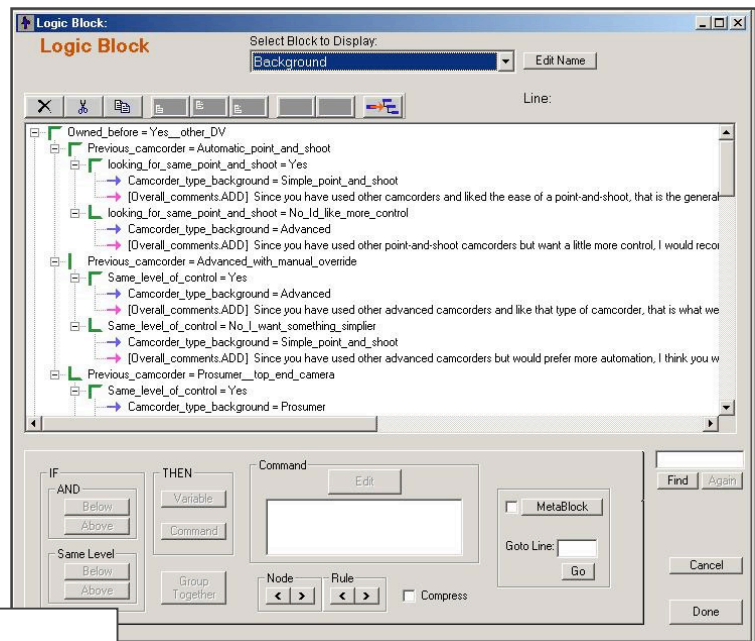 Logic Block:
Logic Block
Select Block to Display:
Background
Edit Name
Line:
Owned_before = Yes__other_DV
Previous_camcorder = Automatic_point_and_shoot
looking_for_same_point_and_shoot = Yes
Camcorder_type_background = Simple_point_and_shoot
[Overall_comments.ADD] Since you have used other camcorders and liked the ease of a point-and-shoot, that is the general
looking_for_same_point_and_shoot = No_Id_like_more_control
Camcorder_type_background = Advanced
[Overall_comments.ADD] Since you have used other point-and-shoot camcorders but want a little more control, I would reco
Previous_camcorder = Advanced_with_manual_override
Same_level_of_control = Yes
Camcorder_type_background = Advanced
[Overall_comments.ADD] Since you have used other advanced camcorders and like that type of camcorder, that is what we
Same_level_of_control = No_I_want_something_simplier
Camcorder_type_background = Simple_point_and_shoot
[Overall_comments.ADD] Since you have used other advanced camcorders but would prefer more automation, I think you w
Previous_camcorder = Prosumer__top_end_camera
Same_level_of_control = Yes
Camcorder_type_background = Prosumer
IF
AND
Below
Above
Same Level
Below
Above
THEN
Variable
Command
Group Together
Command
Edit
Node
< >
Rule
< >
Compress
MetaBlock
Goto Line:
Go
Find
Again
Cancel
Done